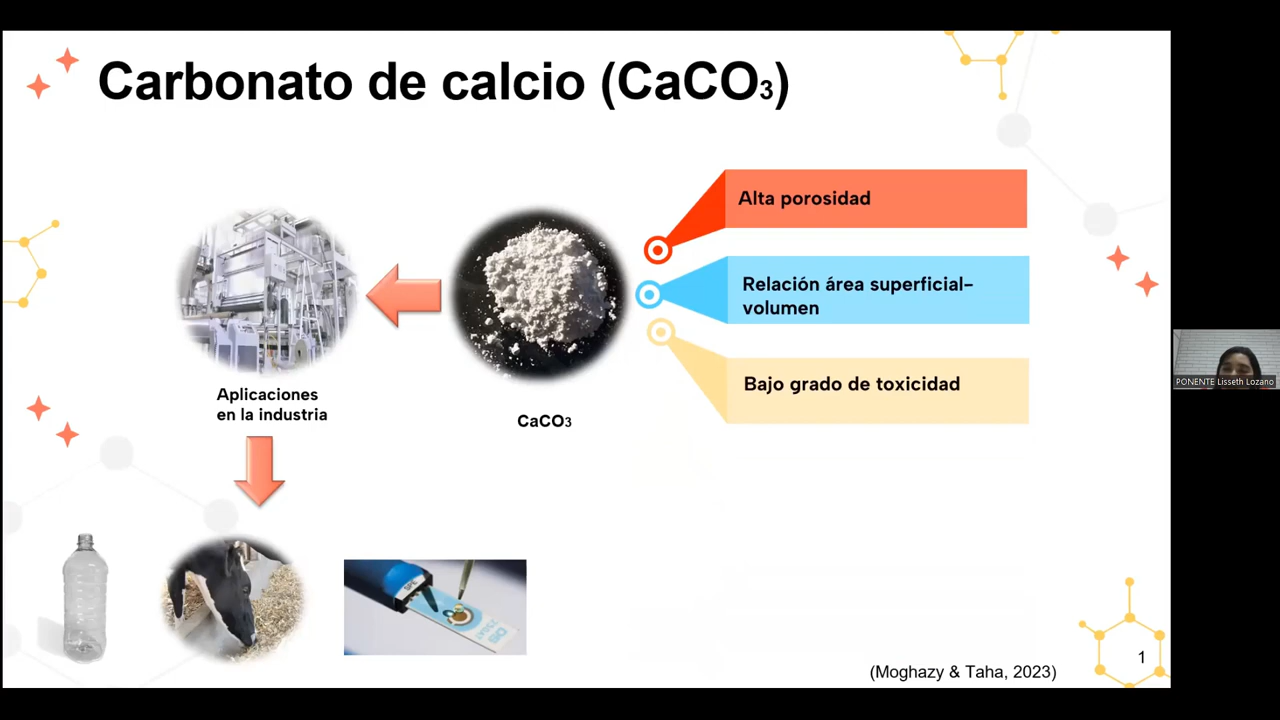 Carbonato de calcio (CaCO₃)
Alta porosidad
Relación área superficial-
volumen
Bajo grado de toxicidad
Aplicaciones
en la industria
CaCO₃
(Moghazy & Taha, 2023)
1
PONENTE Lisseth Lozano